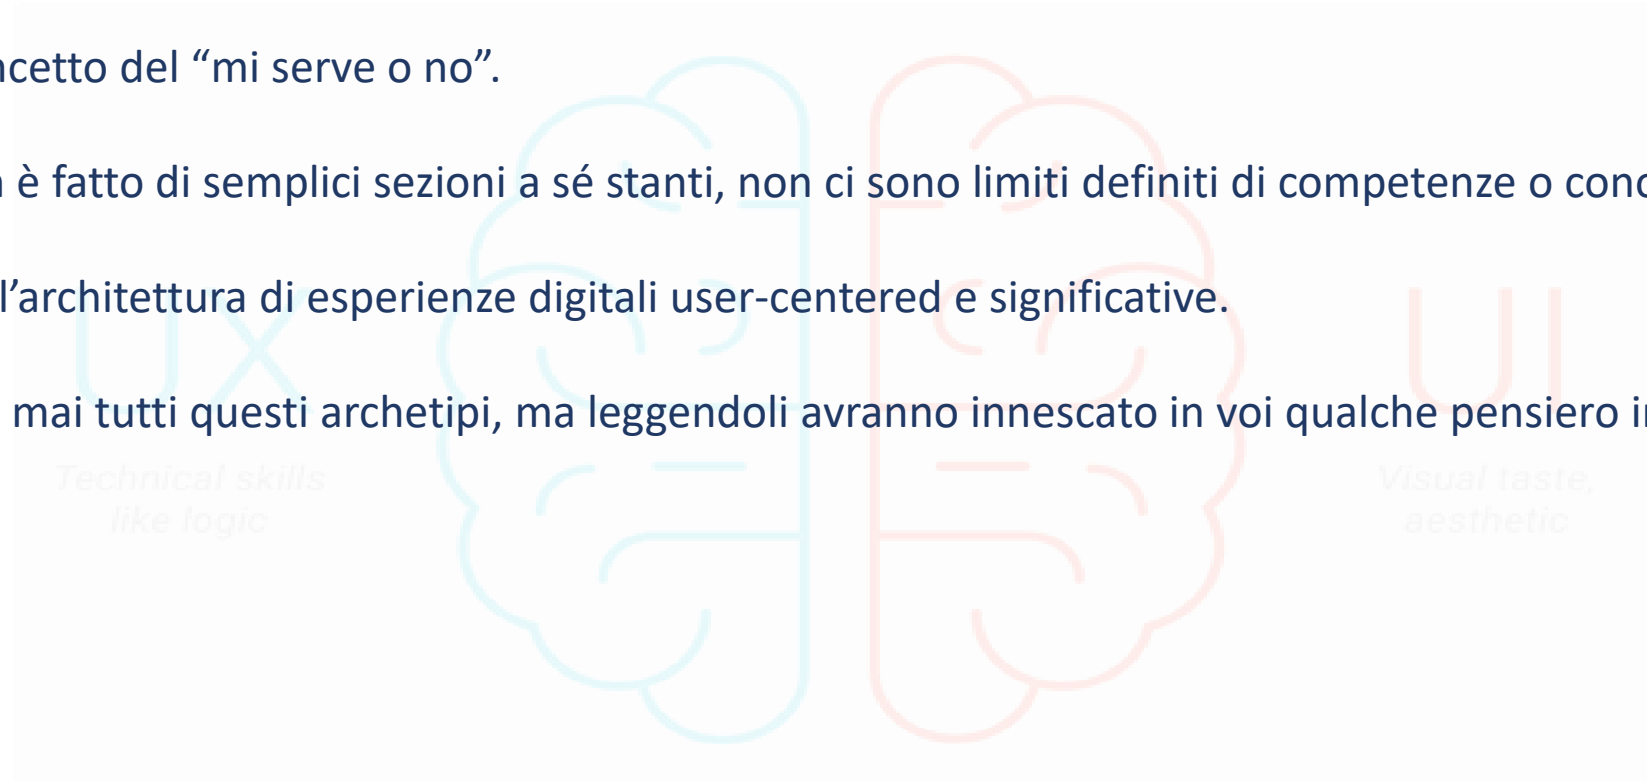 ncetto del “mi serve o no”.
è fatto di semplici sezioni a sé stanti, non ci sono limiti definiti di competenze o cono
l’architettura di esperienze digitali user-centered e significative.
UX
UI
mai tutti questi archetipi, ma leggendoli avranno innescato in voi qualche pensiero in
Technical skills
like logic
Visual taste,
aesthetic